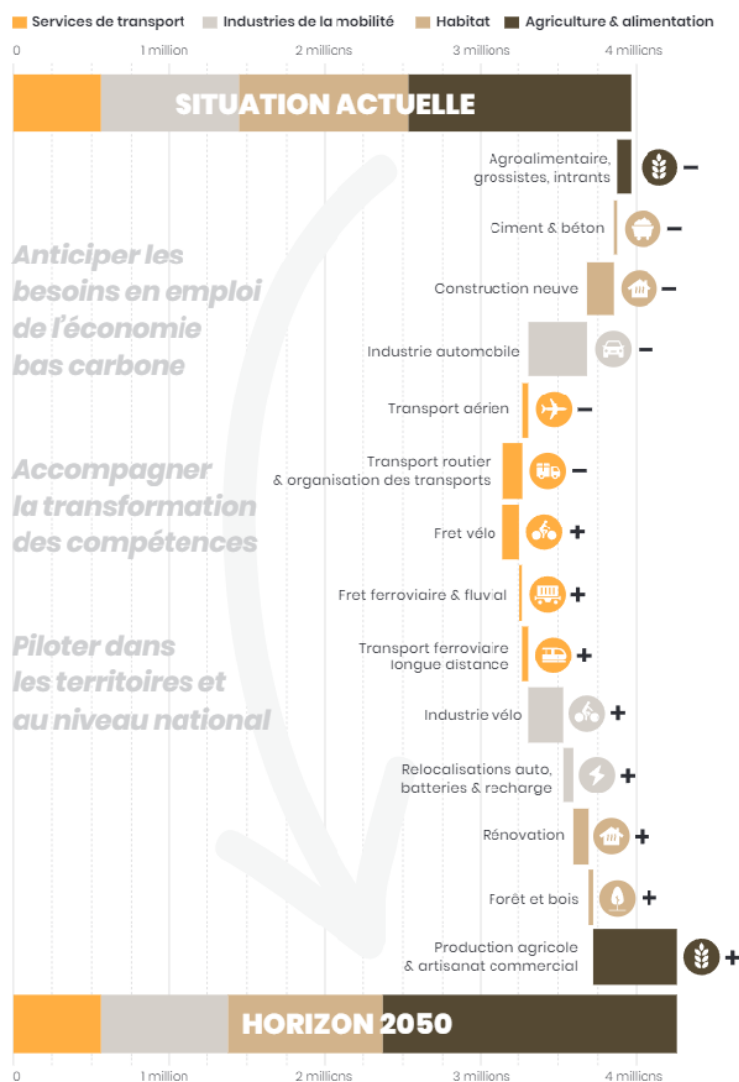 Services de transport Industries de la mobilité Habitat Agriculture & alimentation
0 1 million 2 millions 3 millions 4 millions
SITUATION ACTUELLE
Agroalimentaire,
grossistes, intrants
−
Ciment & béton
−
Anticiper les
besoins en emploi
de l'économie
bas carbone
Construction neuve
−
Industrie automobile
−
Transport aérien
−
Accompagner
la transformation
des compétences
Transport routier
& organisation des transports
−
Fret vélo
+
Fret ferroviaire & fluvial
+
Piloter dans
les territoires et
au niveau national
Transport ferroviaire
longue distance
+
Industrie vélo
+
Relocalisations auto,
batteries & recharge
+
Rénovation
+
Forêt et bois
+
Production agricole
& artisanat commercial
+
HORIZON 2050
0 1 million 2 millions 3 millions 4 millions